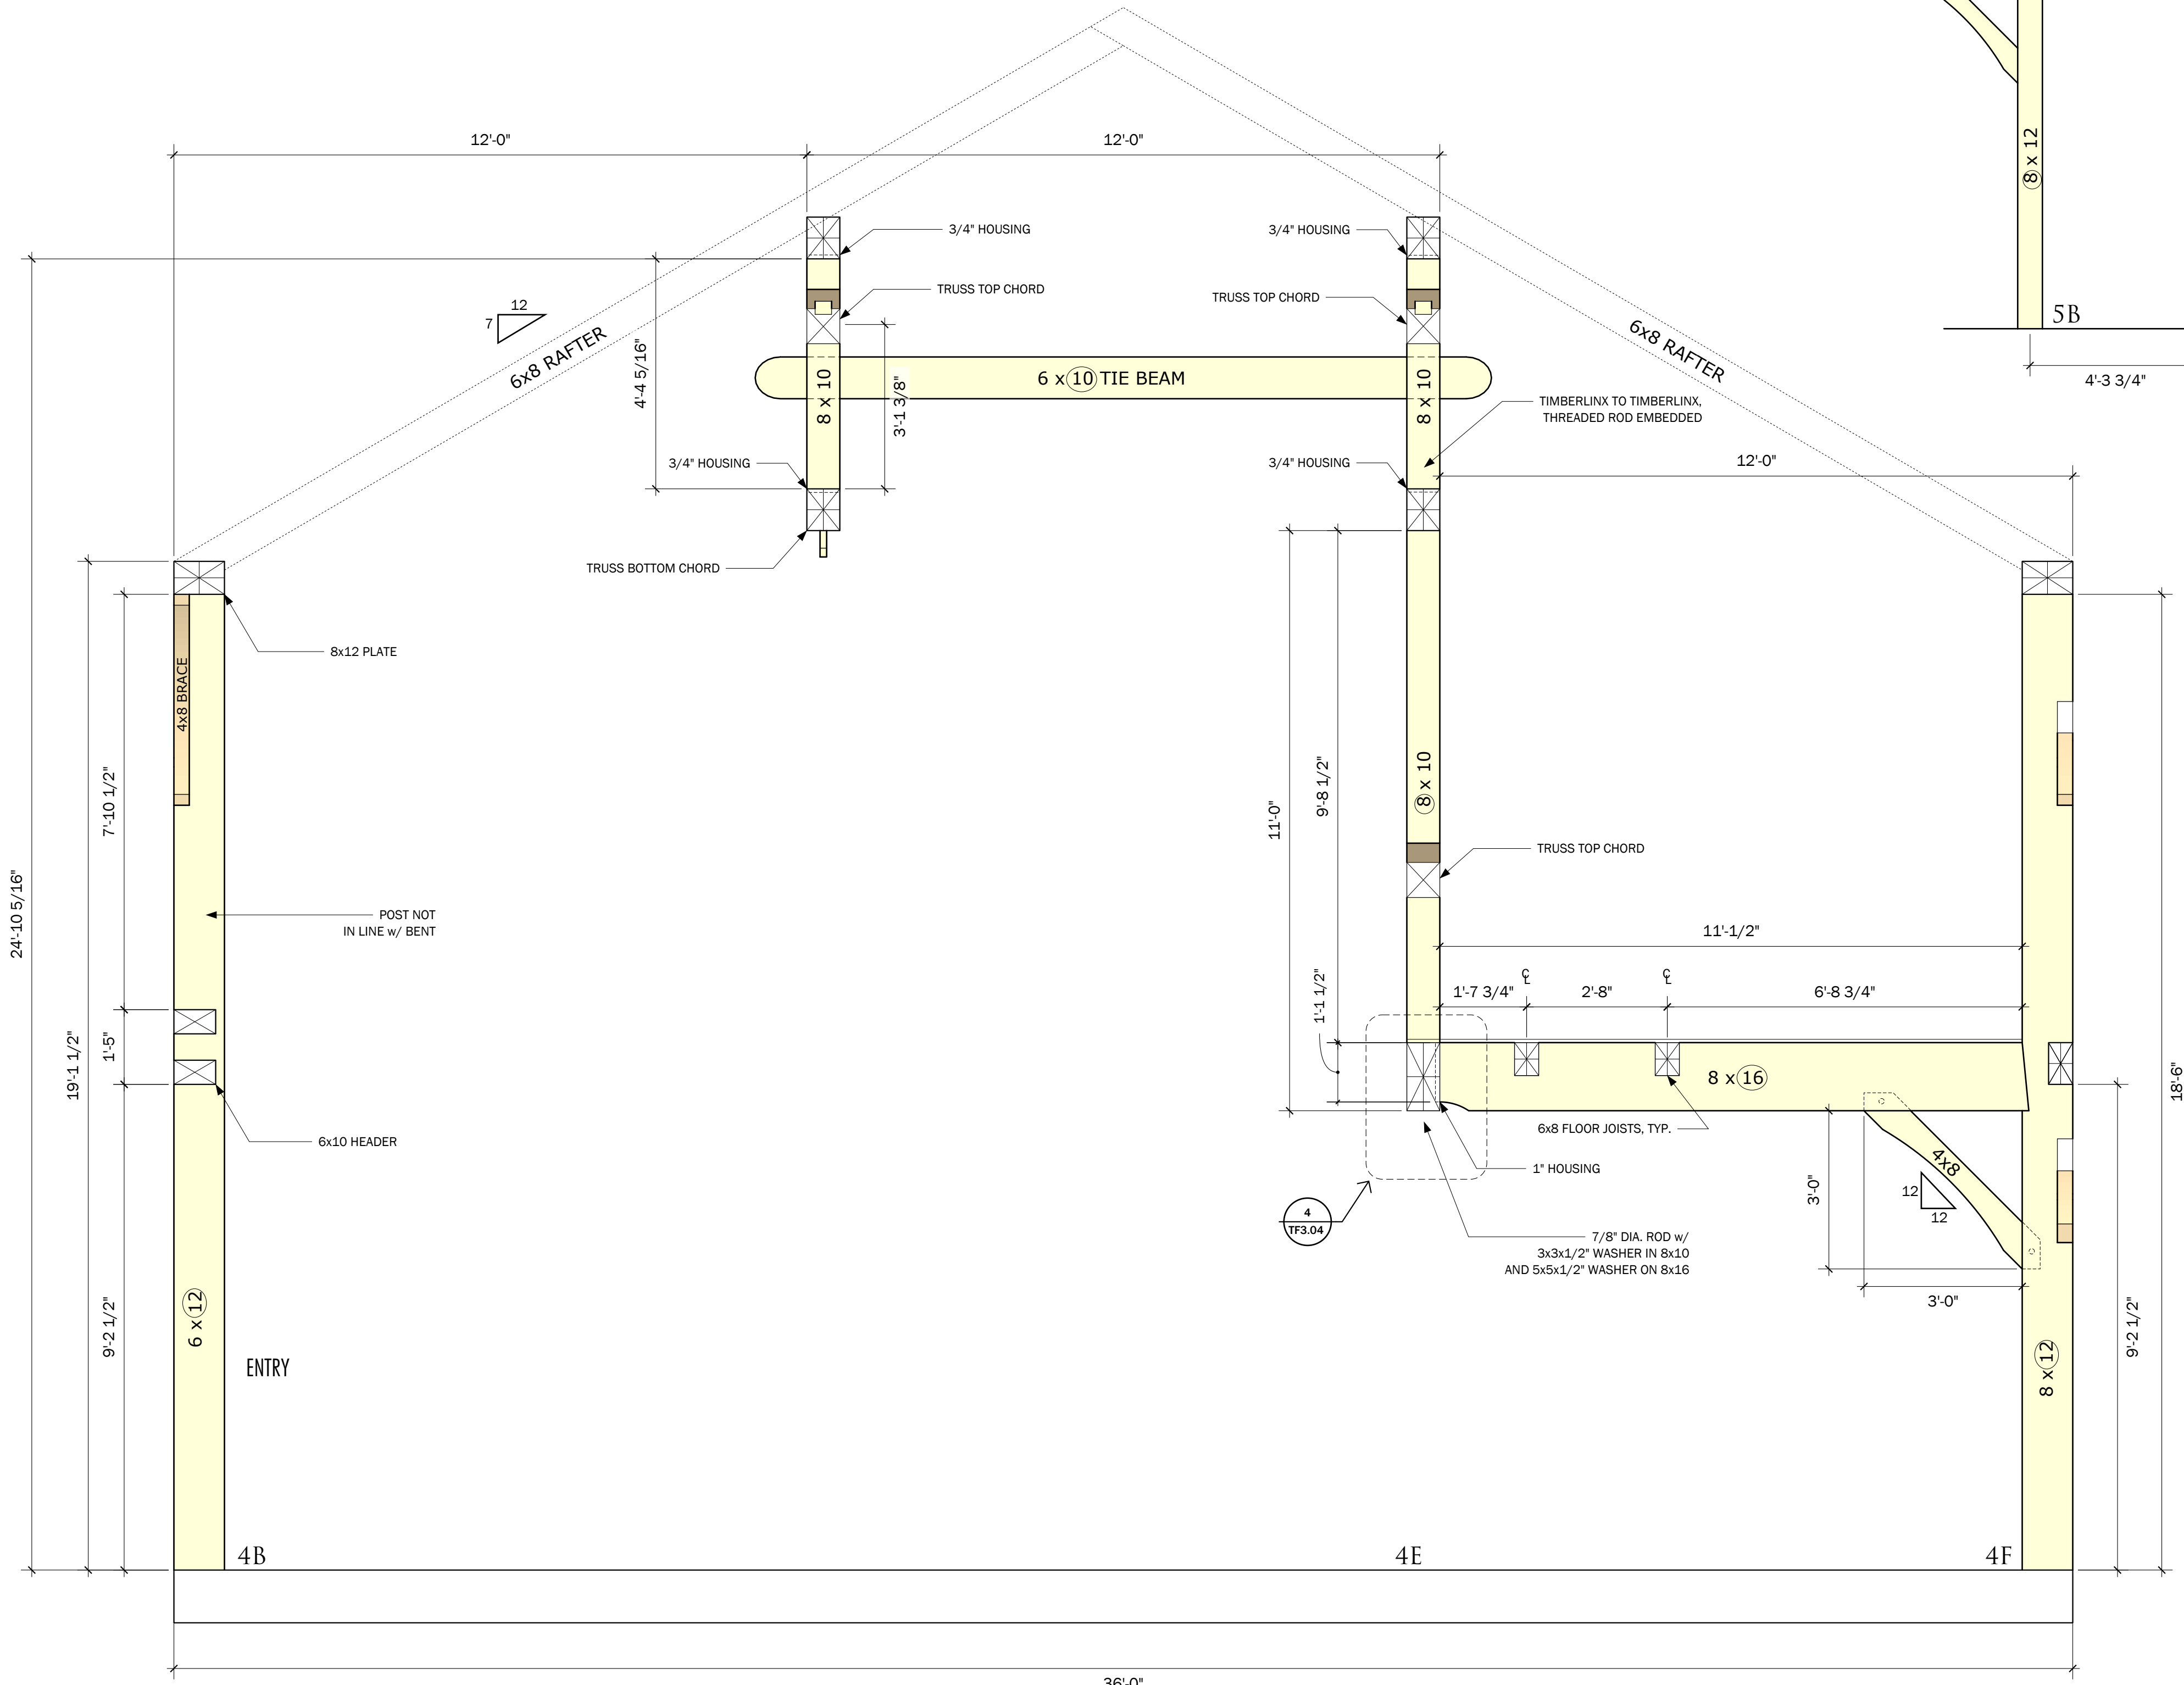 8 x 12
5B
4'-3 3/4"
12'-0"
12'-0"
3/4" HOUSING
3/4" HOUSING
TRUSS TOP CHORD
TRUSS TOP CHORD
12
7
6x8 RAFTER
6x8 RAFTER
4'-4 5/16"
8 x 10
3'-1 3/8"
6 x 10 TIE BEAM
8 x 10
TIMBERLINX TO TIMBERLINX,
THREADED ROD EMBEDDED
3/4" HOUSING
3/4" HOUSING
12'-0"
TRUSS BOTTOM CHORD
8x12 PLATE
4x8 BRACE
7'-10 1/2"
24'-10 5/16"
19'-1 1/2"
1'-5"
9'-2 1/2"
POST NOT
IN LINE w/ BENT
6x10 HEADER
6 x 12
ENTRY
11'-0"
9'-8 1/2"
8 x 10
TRUSS TOP CHORD
1'-1 1/2"
11'-1/2"
C
L
C
L
1'-7 3/4"
2'-8"
6'-8 3/4"
8 x 16
6x8 FLOOR JOISTS, TYP.
1" HOUSING
4
TF3.04
7/8" DIA. ROD w/
3x3x1/2" WASHER IN 8x10
AND 5x5x1/2" WASHER ON 8x16
4x8
12
12
3'-0"
3'-0"
8 x 12
9'-2 1/2"
18'-6"
4B
4E
4F
36'-0"